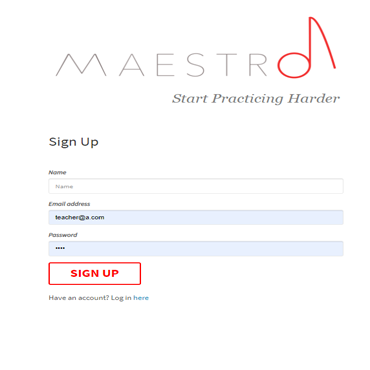 MAESTRO
Start Practicing Harder
Sign Up
Name
Name
Email address
teacher@a.com
Password
••••
SIGN UP
Have an account? Log in here